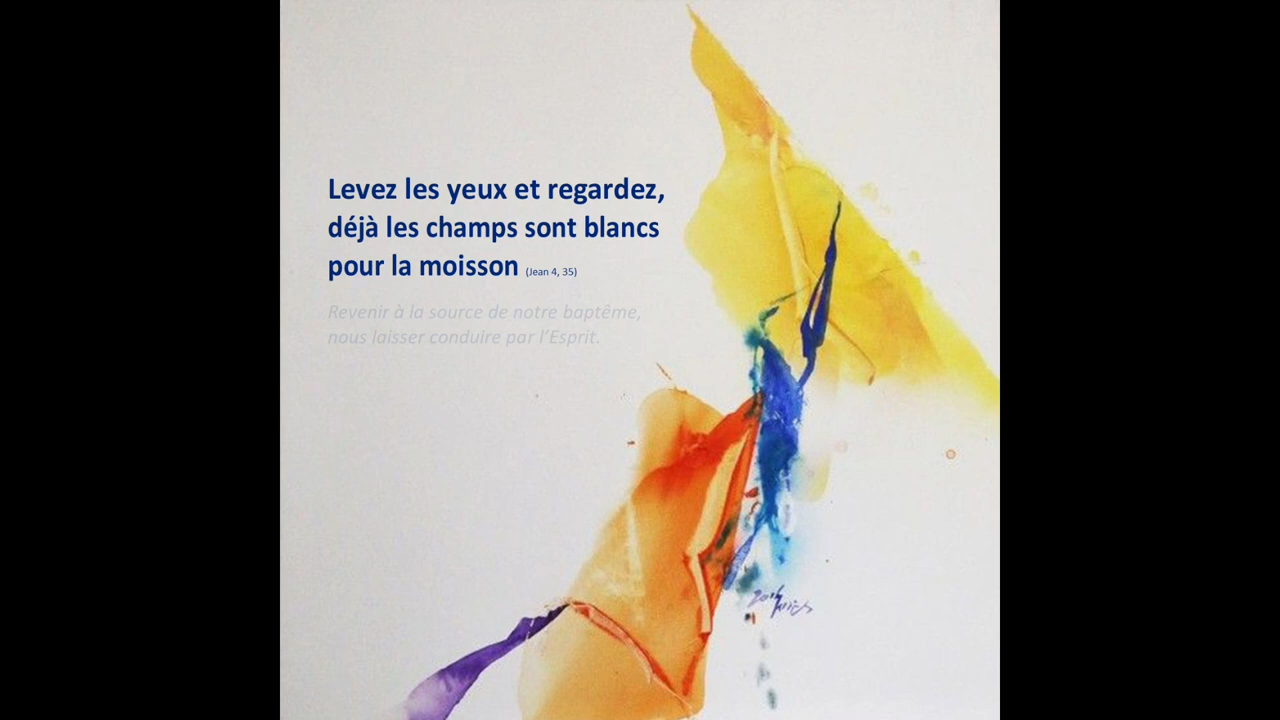 Levez les yeux et regardez,
déjà les champs sont blancs
pour la moisson (Jean 4, 35)
Revenir à la source de notre baptême,
nous laisser conduire par l'Esprit.